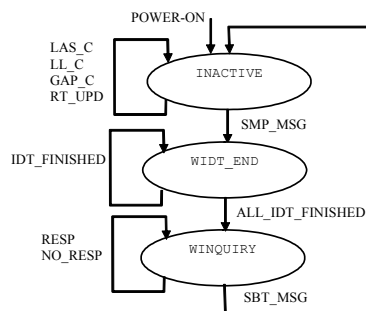 POWER-ON
LAS_C
LL_C
GAP_C
RT_UPD
INACTIVE
SMP_MSG
IDT_FINISHED
WIDT_END
ALL_IDT_FINISHED
RESP
NO_RESP
WINQUIRY
SBT_MSG